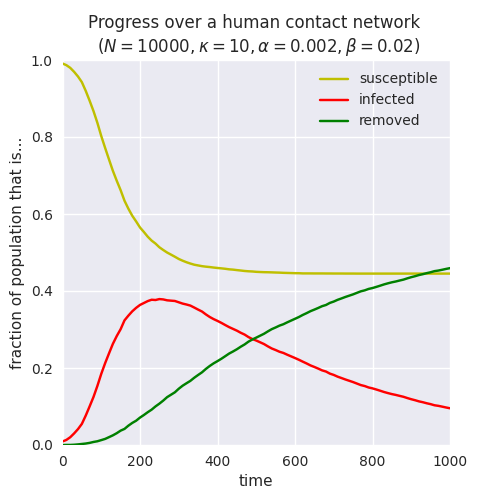 Progress over a human contact network
(N = 10000, κ = 10, α = 0.002, β = 0.02)
susceptible
infected
removed
fraction of population that is...
1.0
0.8
0.6
0.4
0.2
0.0
0 200 400 600 800 1000
time